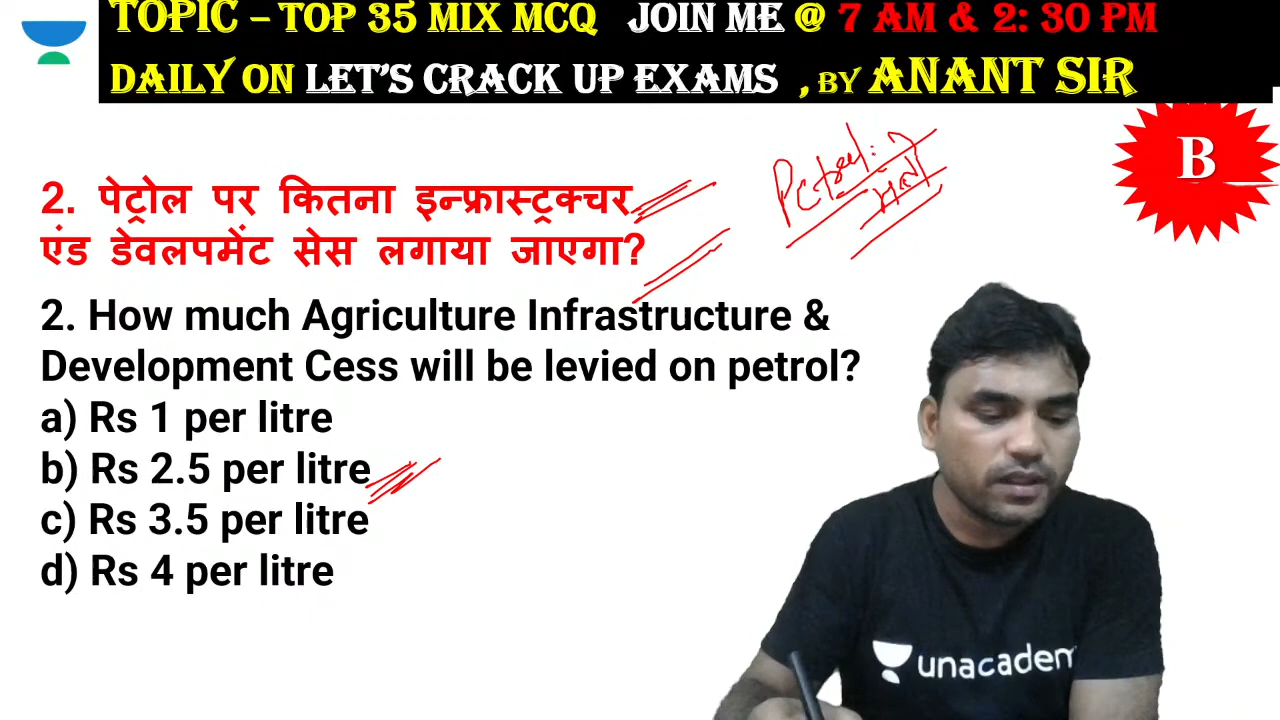 TOPIC – TOP 35 MIX MCQ JOIN ME @ 7 AM & 2: 30 PM
DAILY ON LET'S CRACK UP EXAMS , BY ANANT SIR
B
2. पेट्रोल पर कितना इन्फ्रास्ट्रक्चर
एंड डेवलपमेंट सेस लगाया जाएगा?
Petrol:
2. How much Agriculture Infrastructure &
Development Cess will be levied on petrol?
a) Rs 1 per litre
b) Rs 2.5 per litre
c) Rs 3.5 per litre
d) Rs 4 per litre
unacadem